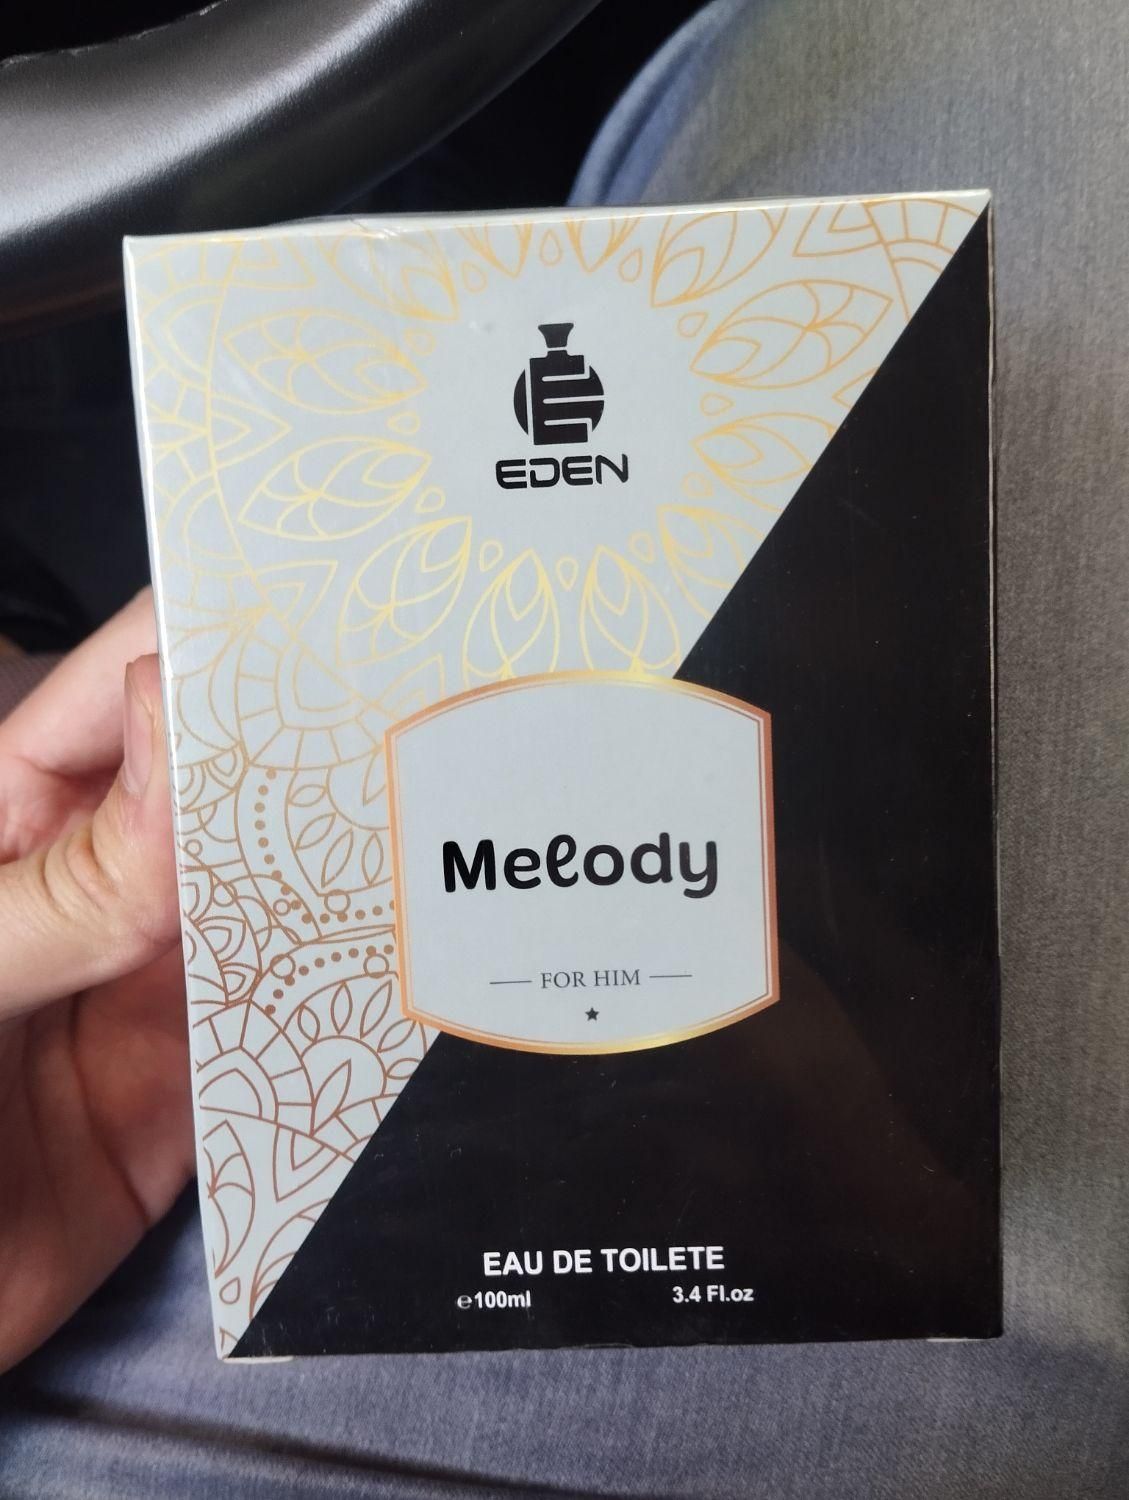 EDEN
Melody
FOR HIM
EAU DE TOILETE
℮100ml 3.4 Fl.oz